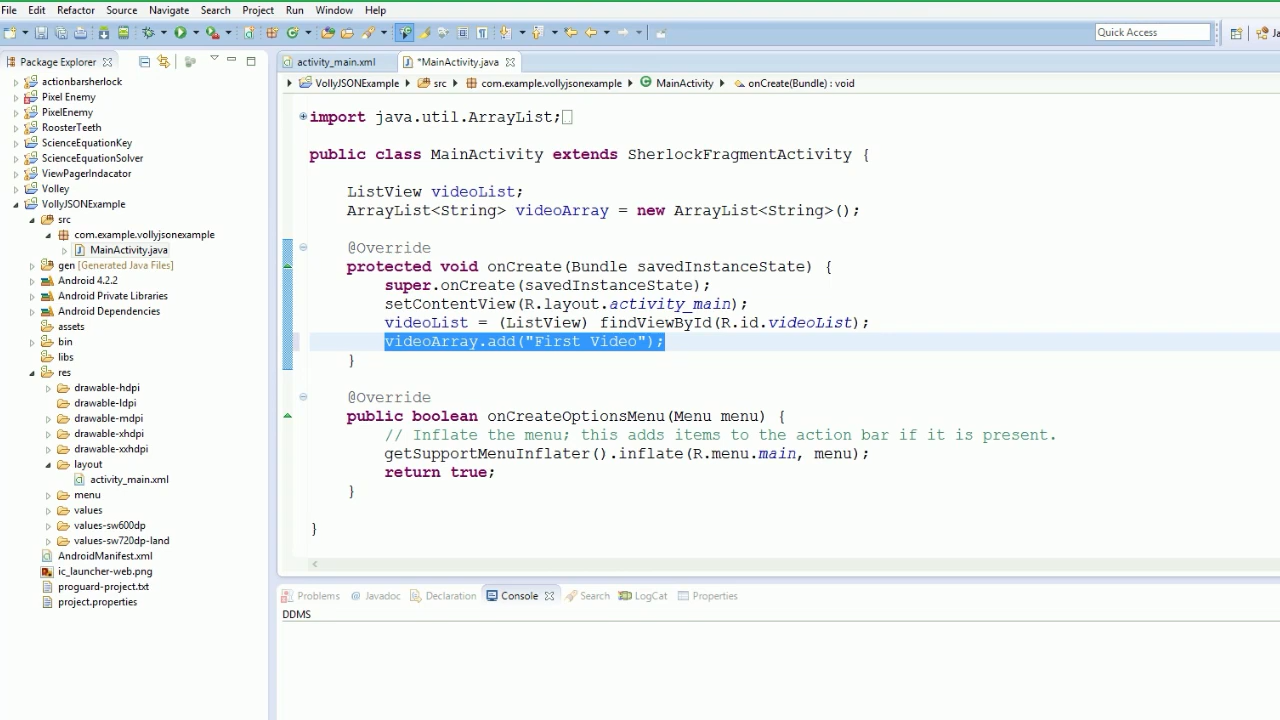 File Edit Refactor Source Navigate Search Project Run Window Help
Quick Access
Ja
Package Explorer
activity_main.xml
*MainActivity.java
actionbarsherlock
Pixel Enemy
PixelEnemy
RoosterTeeth
ScienceEquationKey
ScienceEquationSolver
ViewPagerIndacator
Volley
VollyJSONExample
src
com.example.vollyjsonexample
MainActivity.java
gen [Generated Java Files]
Android 4.2.2
Android Private Libraries
Android Dependencies
assets
bin
libs
res
drawable-hdpi
drawable-ldpi
drawable-mdpi
drawable-xhdpi
drawable-xxhdpi
layout
activity_main.xml
menu
values
values-sw600dp
values-sw720dp-land
AndroidManifest.xml
ic_launcher-web.png
proguard-project.txt
project.properties
VollyJSONExample src com.example.vollyjsonexample MainActivity onCreate(Bundle) : void
import java.util.ArrayList;
public class MainActivity extends SherlockFragmentActivity {
ListView videoList;
ArrayList<String> videoArray = new ArrayList<String>();
@Override
protected void onCreate(Bundle savedInstanceState) {
super.onCreate(savedInstanceState);
setContentView(R.layout.activity_main);
videoList = (ListView) findViewById(R.id.videoList);
videoArray.add("First Video");
}
@Override
public boolean onCreateOptionsMenu(Menu menu) {
// Inflate the menu; this adds items to the action bar if it is present.
getSupportMenuInflater().inflate(R.menu.main, menu);
return true;
}
}
Problems @ Javadoc Declaration Console Search LogCat Properties
DDMS